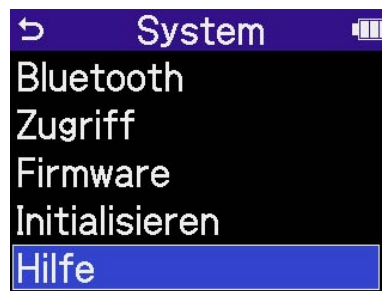 System
Bluetooth
Zugriff
Firmware
Initialisieren
Hilfe